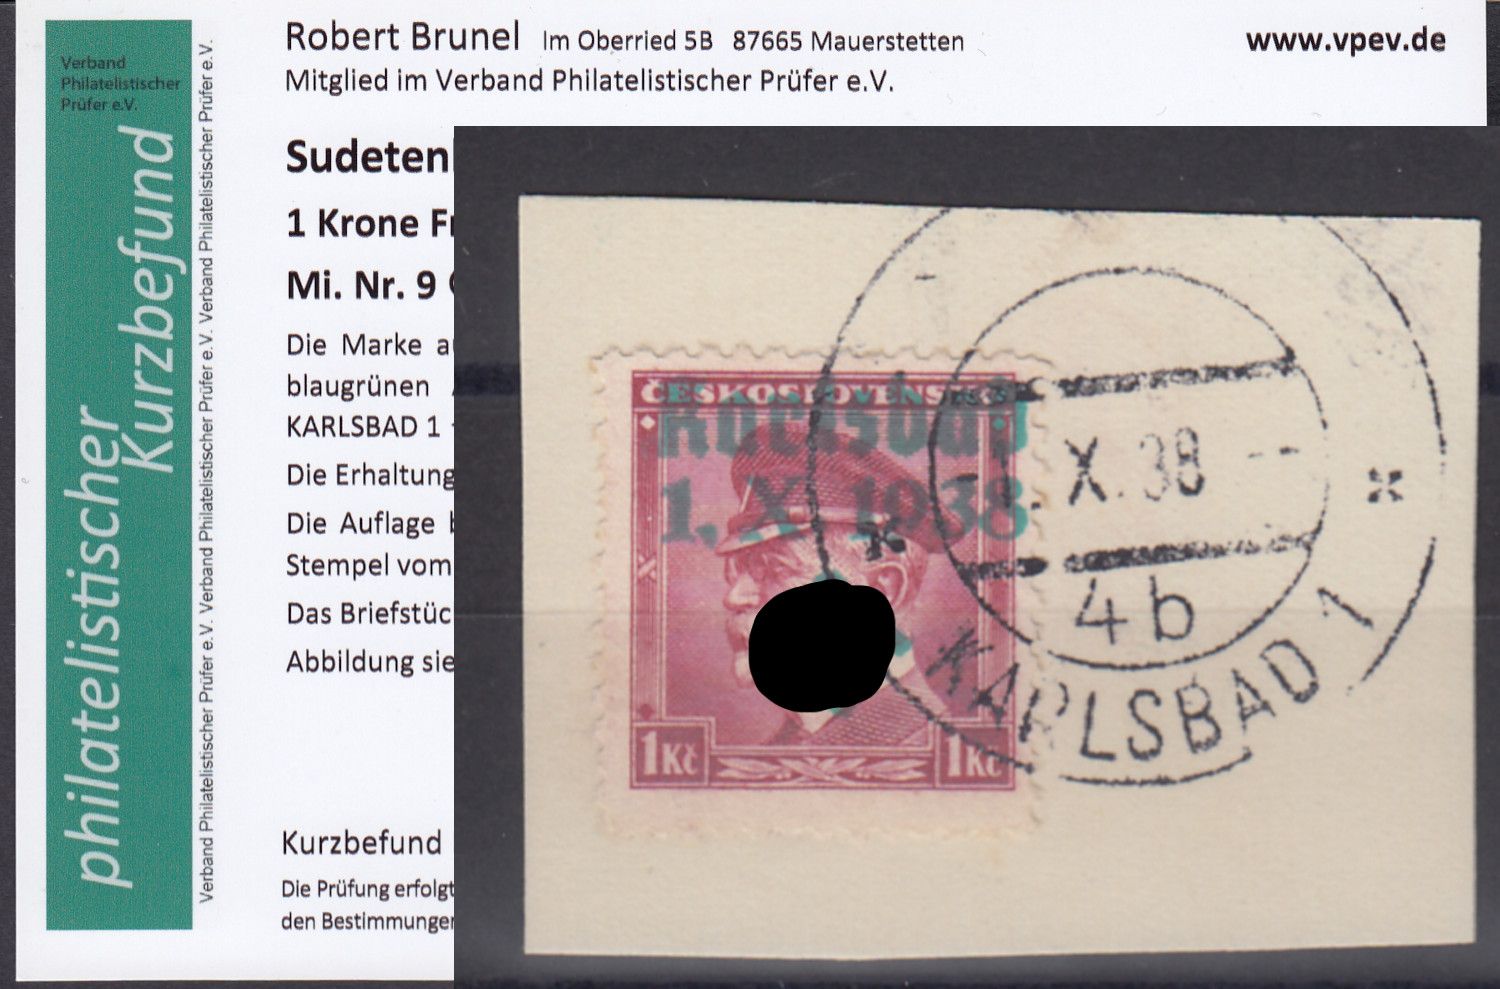 Verband
Philatelistischer
Prüfer e.V.
philatelistischer
Kurzbefund
Verband Philatelistischer Prüfer e.V. Verband Philatelistischer Prüfer e.V. Verband Philatelistischer Prüfer e.V.
Robert Brunel Im Oberried 5B 87665 Mauerstetten
www.vpev.de
Mitglied im Verband Philatelistischer Prüfer e.V.
Sudeten
1 Krone
Mi. Nr. 9
Die Marke
blaugrünen
KARLSBAD 1
Die Erhaltung
Die Auflage
Stempel vom
Das Briefstüc
Abbildung sie
Kurzbefund
Die Prüfung erfolgt
den Bestimmungen
ČESKOSLOVENSKO
Karlsbad
1. X. 1938
1Kč 1Kč
X.38
4b
KARLSBAD 1